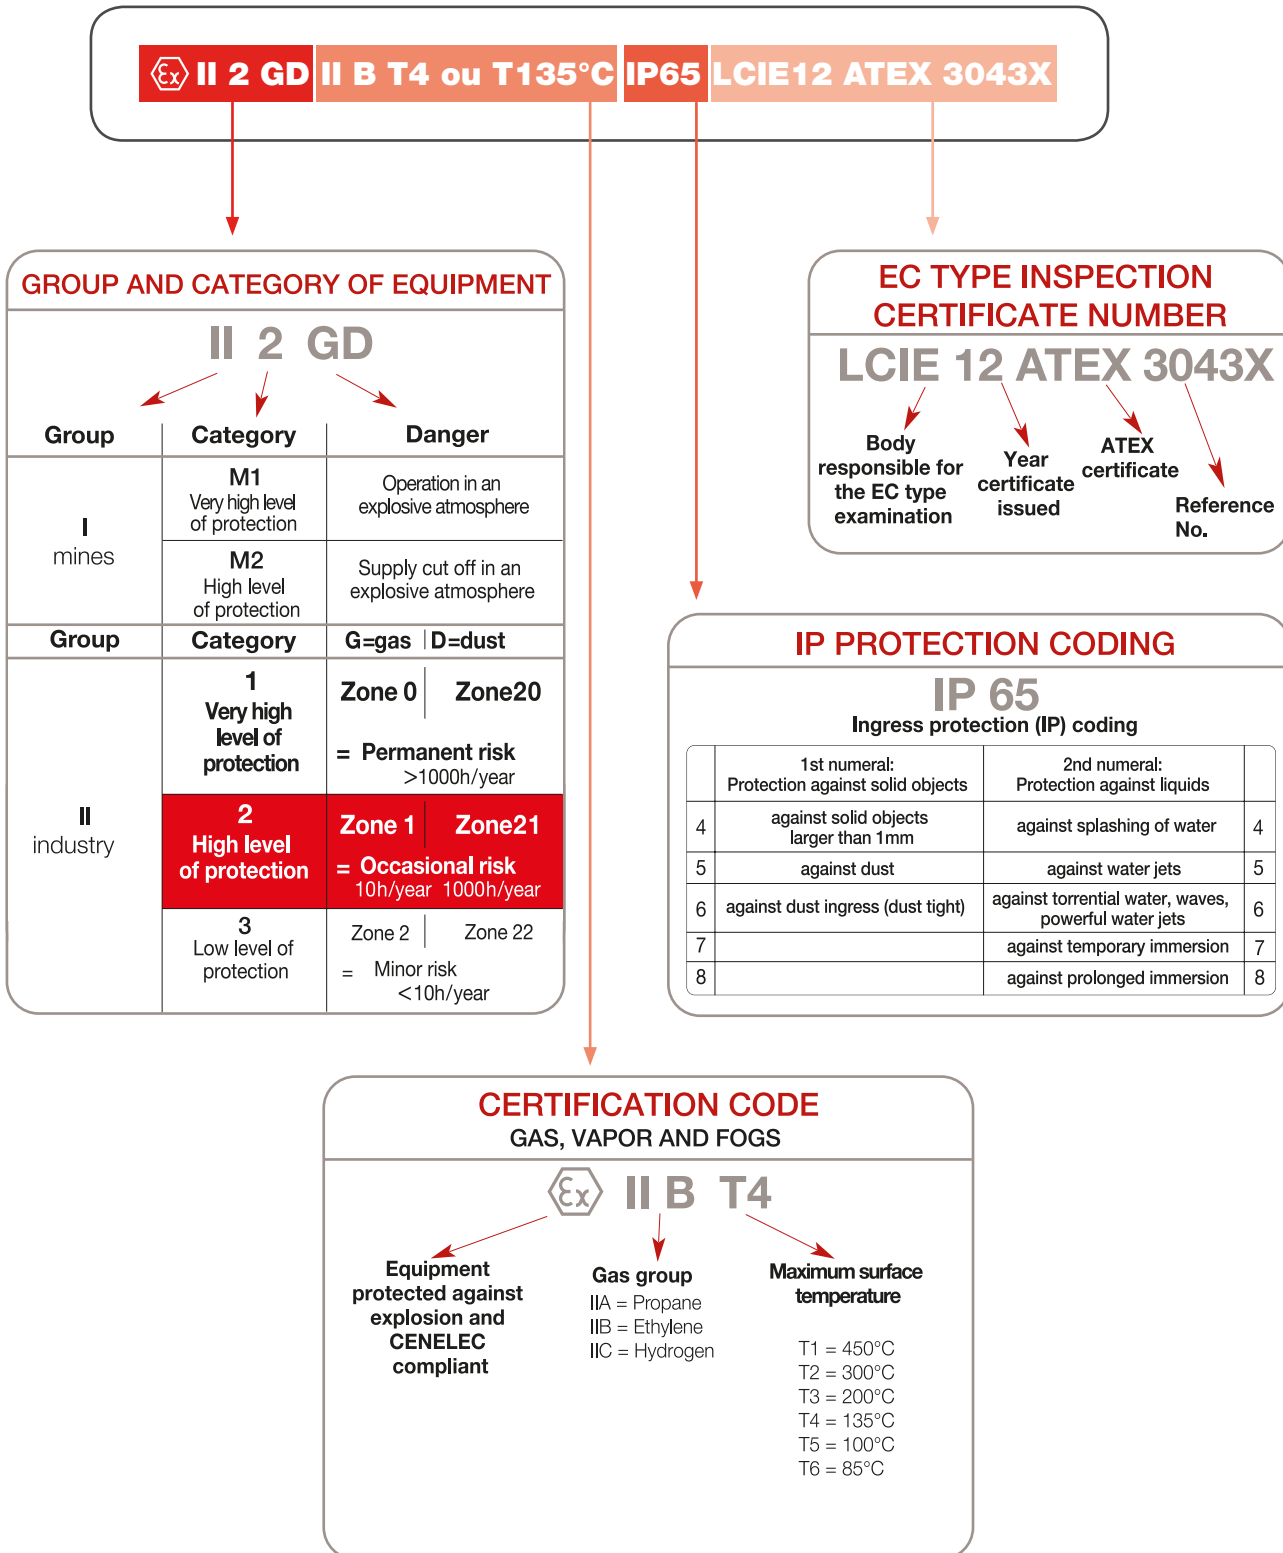 Ex II 2 GD II B T4 ou T135°C IP65 LCIE12 ATEX 3043X
GROUP AND CATEGORY OF EQUIPMENT
II 2 GD
Group Category Danger
I
mines
M1
Very high level
of protection
Operation in an
explosive atmosphere
M2
High level
of protection
Supply cut off in an
explosive atmosphere
Group Category G=gas D=dust
II
industry
1
Very high
level of
protection
Zone 0 Zone20
= Permanent risk
>1000h/year
2
High level
of protection
Zone 1 Zone21
= Occasional risk
10h/year 1000h/year
3
Low level of
protection
Zone 2 Zone 22
= Minor risk
<10h/year
EC TYPE INSPECTION
CERTIFICATE NUMBER
LCIE 12 ATEX 3043X
Body
responsible for
the EC type
examination
Year
certificate
issued
ATEX
certificate
Reference
No.
IP PROTECTION CODING
IP 65
Ingress protection (IP) coding
1st numeral:
Protection against solid objects
2nd numeral:
Protection against liquids
4 against solid objects
larger than 1mm
against splashing of water 4
5 against dust against water jets 5
6 against dust ingress (dust tight)
against torrential water, waves,
powerful water jets 6
7 against temporary immersion 7
8 against prolonged immersion 8
CERTIFICATION CODE
GAS, VAPOR AND FOGS
Ex II B T4
Equipment
protected against
explosion and
CENELEC
compliant
Gas group
IIA = Propane
IIB = Ethylene
IIC = Hydrogen
Maximum surface
temperature
T1 = 450°C
T2 = 300°C
T3 = 200°C
T4 = 135°C
T5 = 100°C
T6 = 85°C